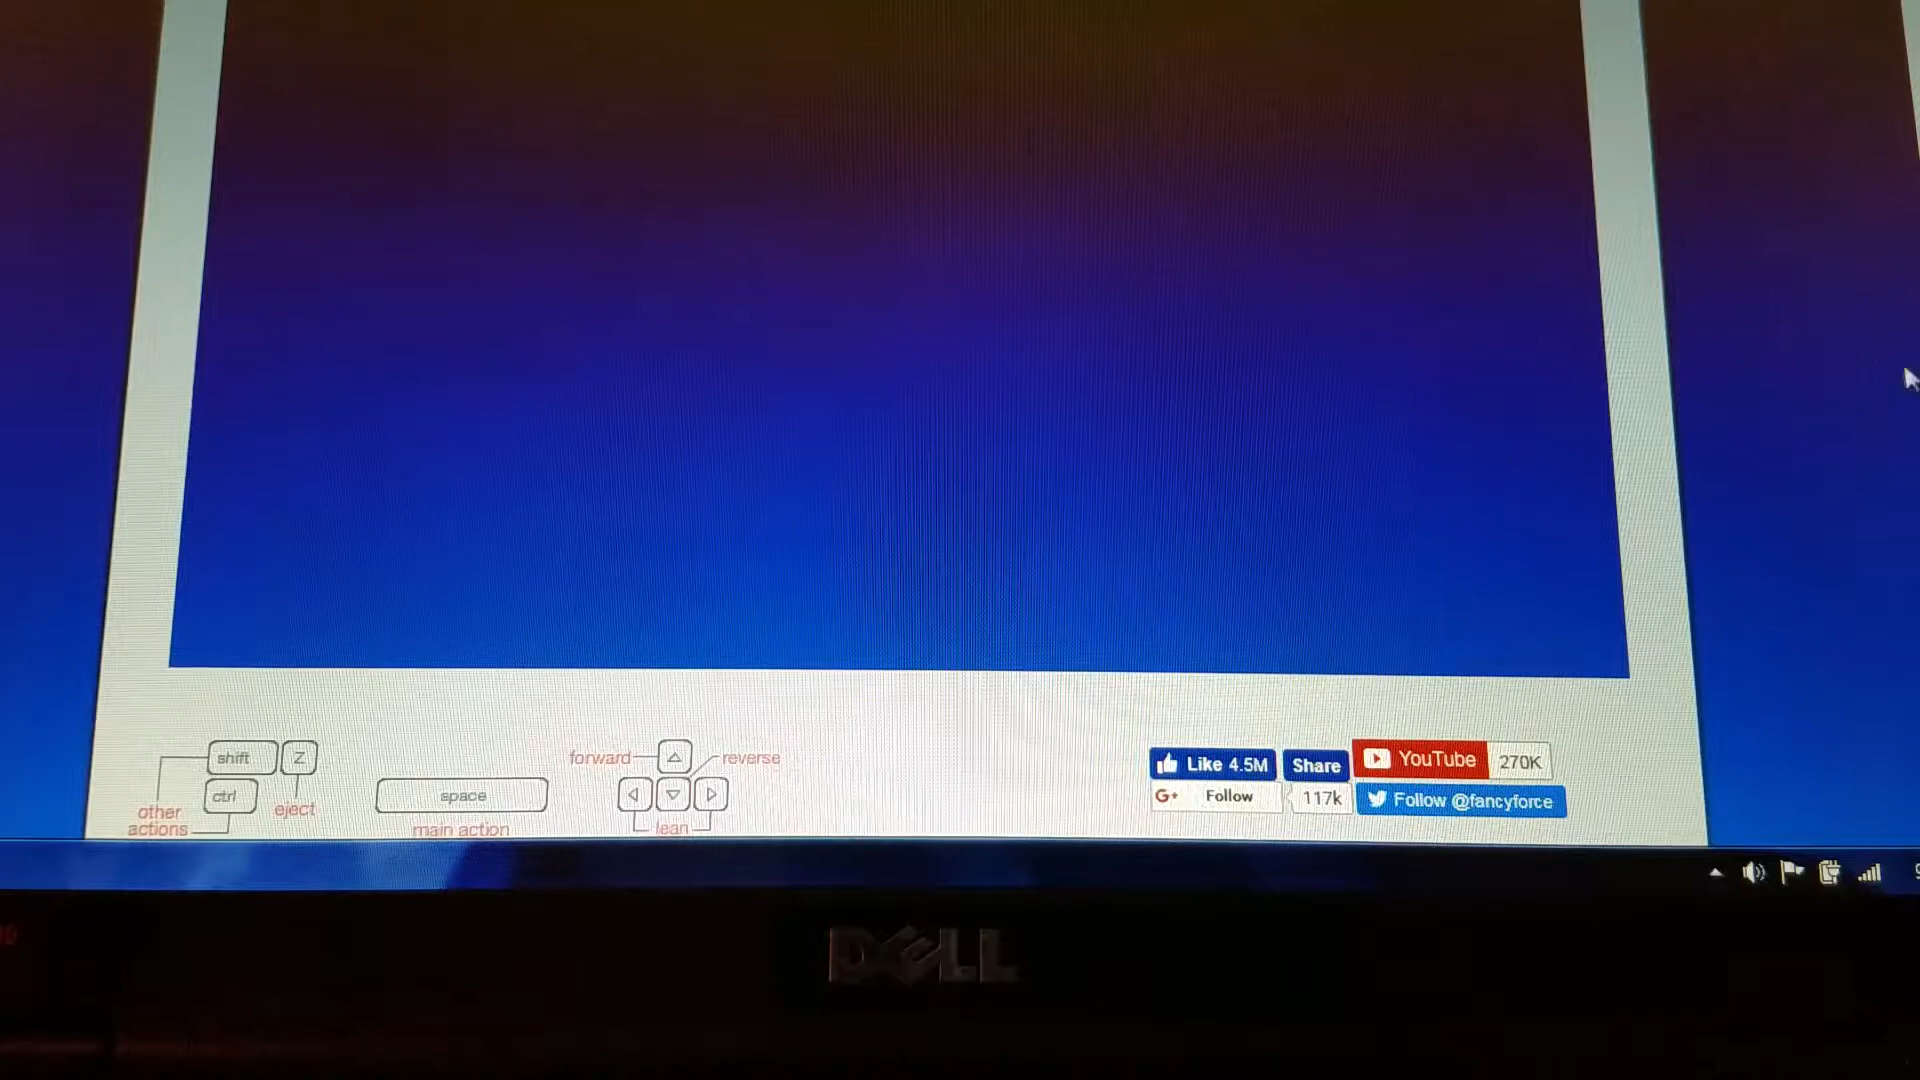 shift Z
ctrl
other
actions
eject
space
main action
forward
reverse
lean
Like 4.5M
Share
YouTube 270K
G+ Follow 117k
Follow @fancyforce
DELL